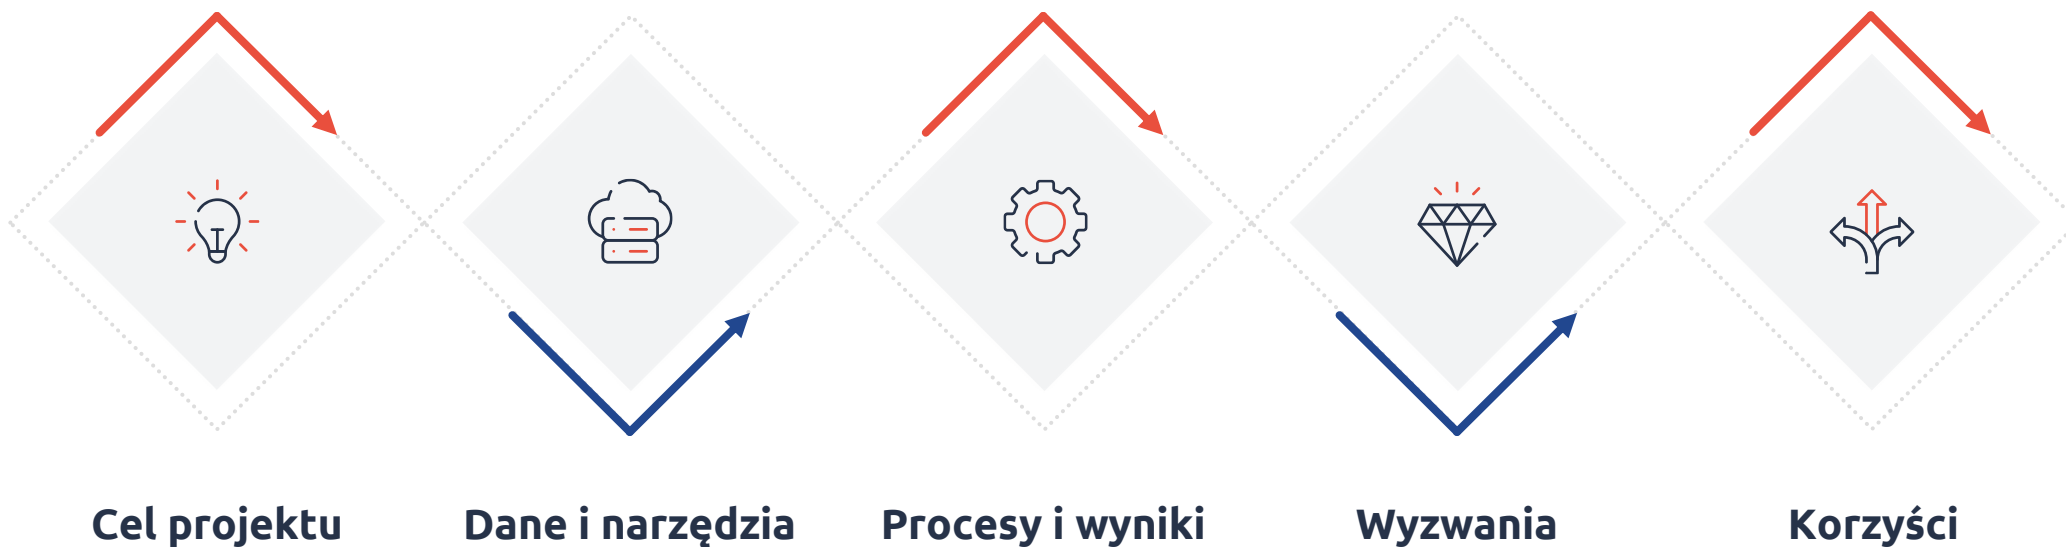 Cel projektu
Dane i narzędzia
Procesy i wyniki
Wyzwania
Korzyści